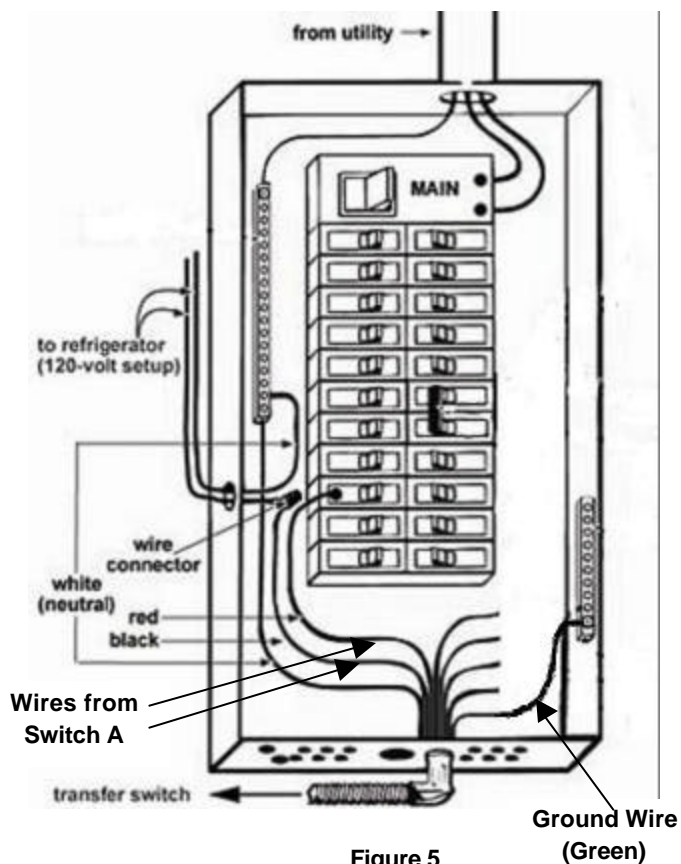 from utility
MAIN
to refrigerator
(120-volt setup)
wire
connector
white
(neutral)
red
black
Wires from
Switch A
transfer switch
Ground Wire
(Green)
Figure 5